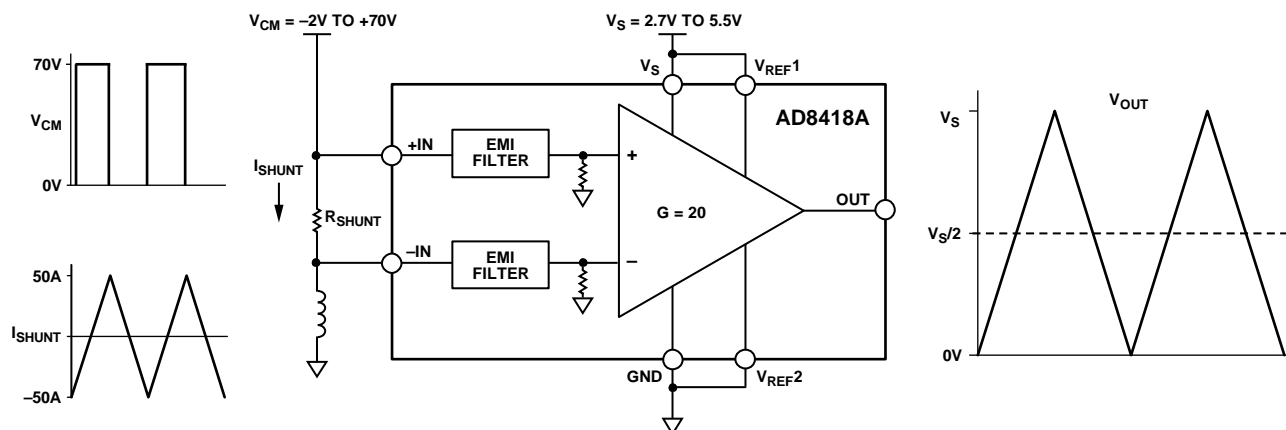 V_CM = –2V TO +70V
V_S = 2.7V TO 5.5V
70V
V_CM
0V
50A
I_SHUNT
–50A
I_SHUNT
R_SHUNT
V_S
V_REF1
AD8418A
+IN
EMI
FILTER
+
G = 20
OUT
–IN
EMI
FILTER
–
GND
V_REF2
V_OUT
V_S
V_S/2
0V